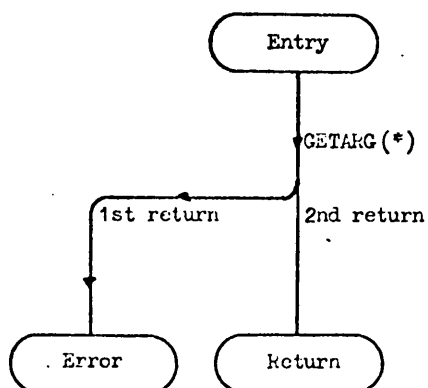 Entry
GETARG(*)
1st return
2nd return
Error
Return